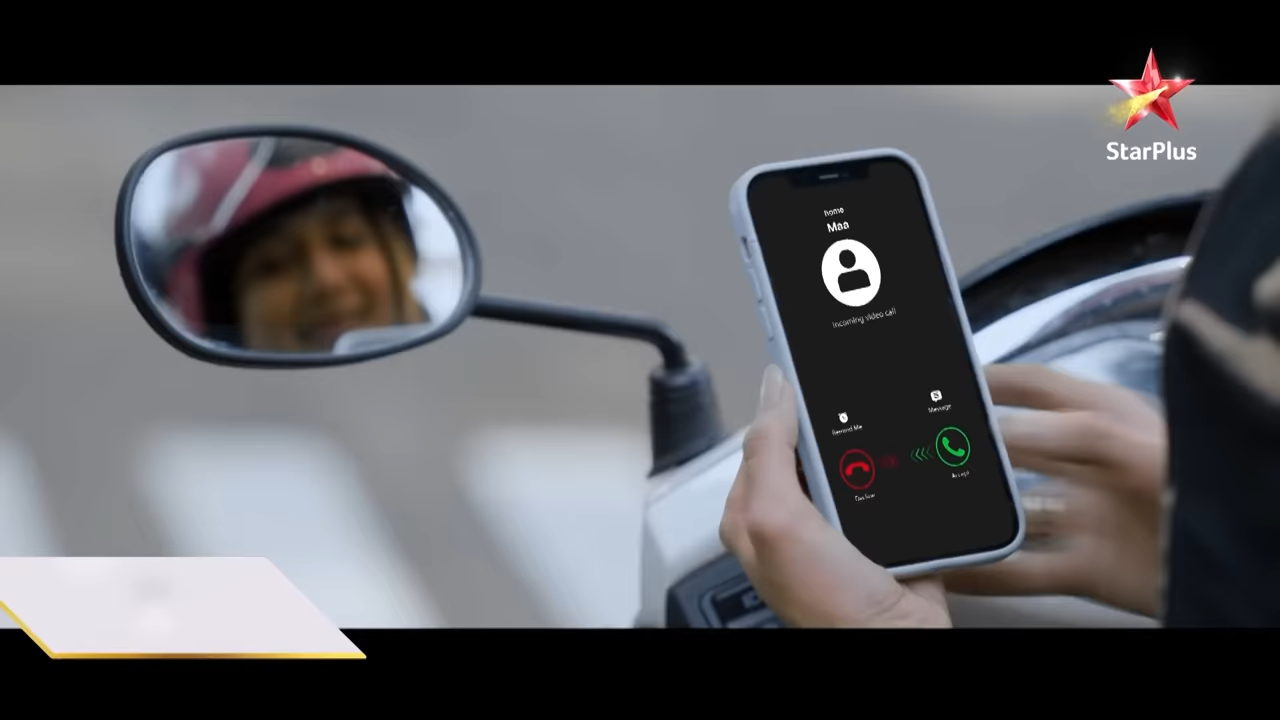 StarPlus
home
Maa
Incoming video call
Message
Remind Me
Accept
Decline